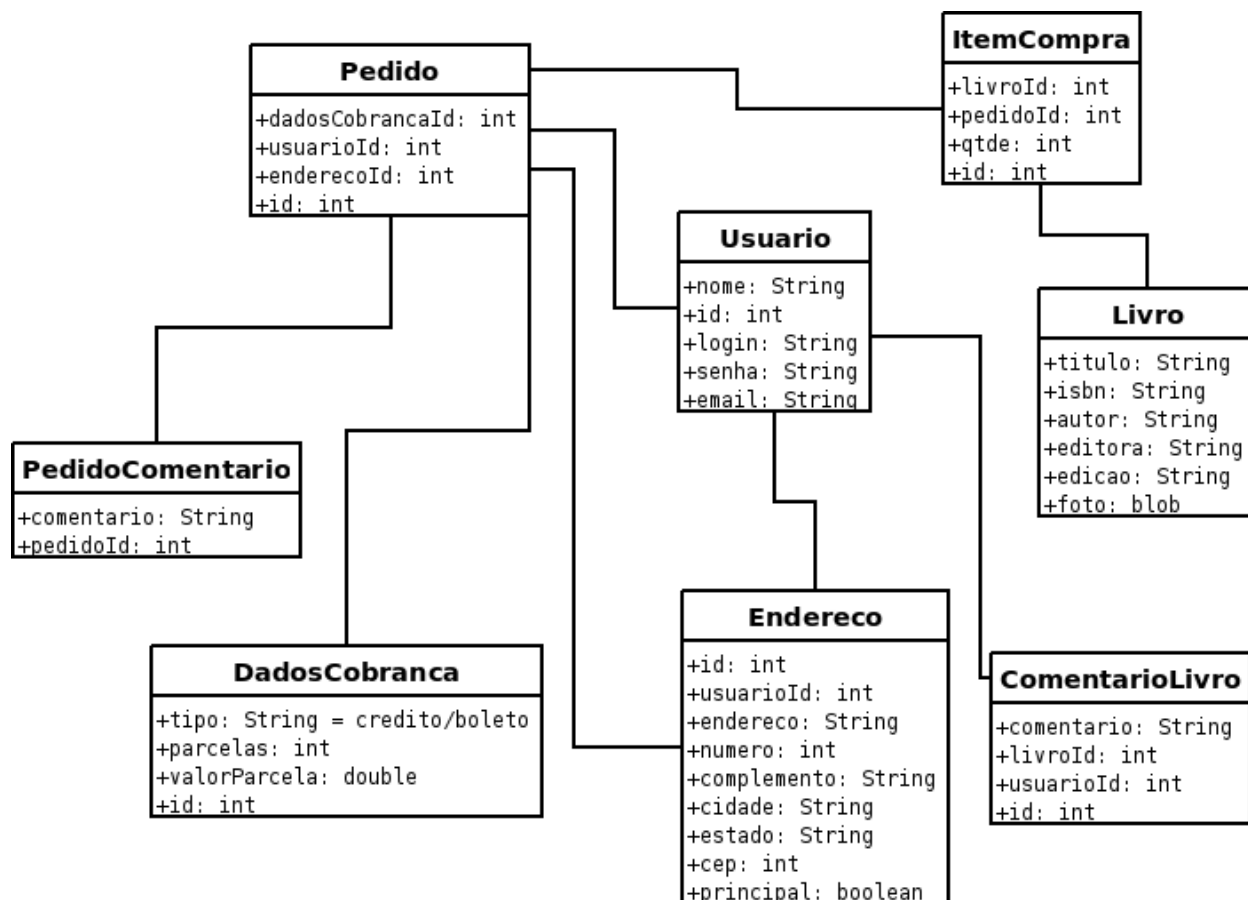 Pedido
+dadosCobrancaId: int
+usuarioId: int
+enderecoId: int
+id: int
ItemCompra
+livroId: int
+pedidoId: int
+qtde: int
+id: int
Usuario
+nome: String
+id: int
+login: String
+senha: String
+email: String
Livro
+titulo: String
+isbn: String
+autor: String
+editora: String
+edicao: String
+foto: blob
PedidoComentario
+comentario: String
+pedidoId: int
DadosCobranca
+tipo: String = credito/boleto
+parcelas: int
+valorParcela: double
+id: int
Endereco
+id: int
+usuarioId: int
+endereco: String
+numero: int
+complemento: String
+cidade: String
+estado: String
+cep: int
+principal: boolean
ComentarioLivro
+comentario: String
+livroId: int
+usuarioId: int
+id: int